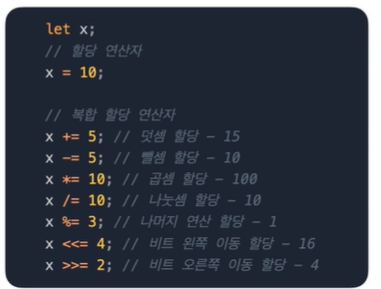 let x;
// 할당 연산자
x = 10;

// 복합 할당 연산자
x += 5; // 덧셈 할당 – 15
x -= 5; // 뺄셈 할당 – 10
x *= 10; // 곱셈 할당 – 100
x /= 10; // 나눗셈 할당 – 10
x %= 3; // 나머지 연산 할당 – 1
x <<= 4; // 비트 왼쪽 이동 할당 – 16
x >>= 2; // 비트 오른쪽 이동 할당 – 4